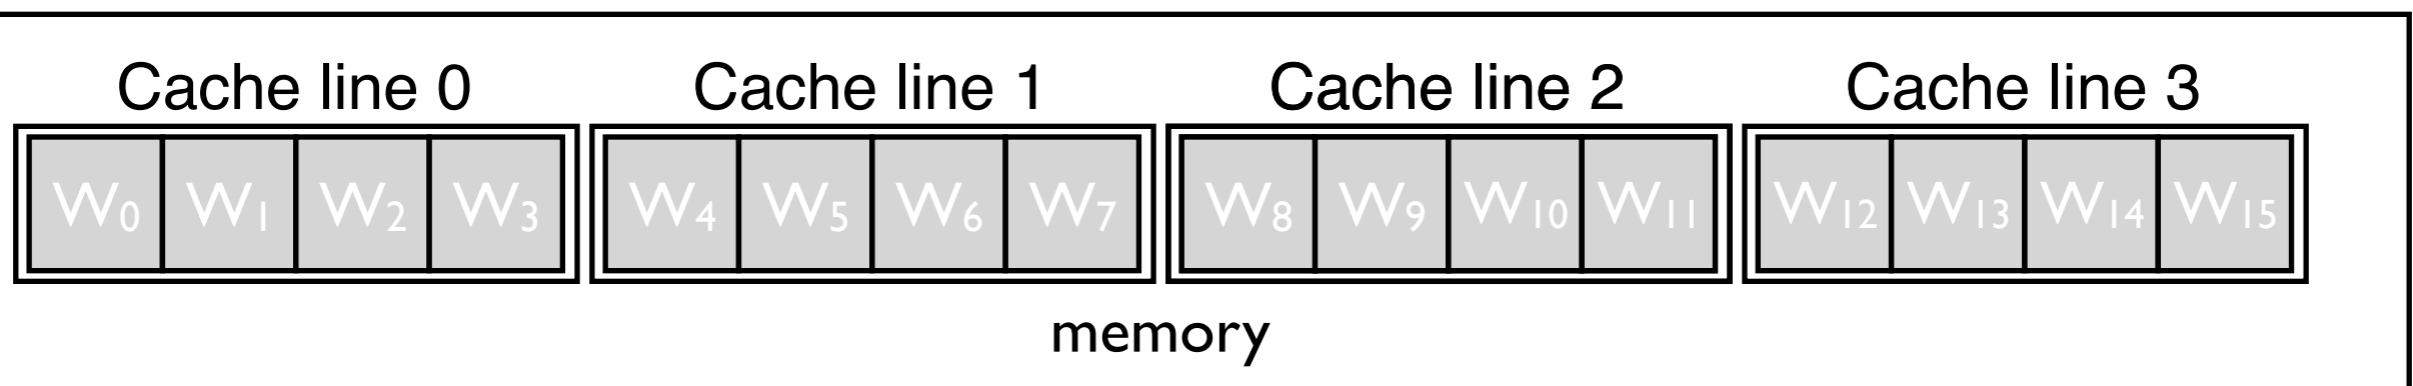 Cache line 0 Cache line 1 Cache line 2 Cache line 3
W₀ W₁ W₂ W₃ W₄ W₅ W₆ W₇ W₈ W₉ W₁₀ W₁₁ W₁₂ W₁₃ W₁₄ W₁₅
memory